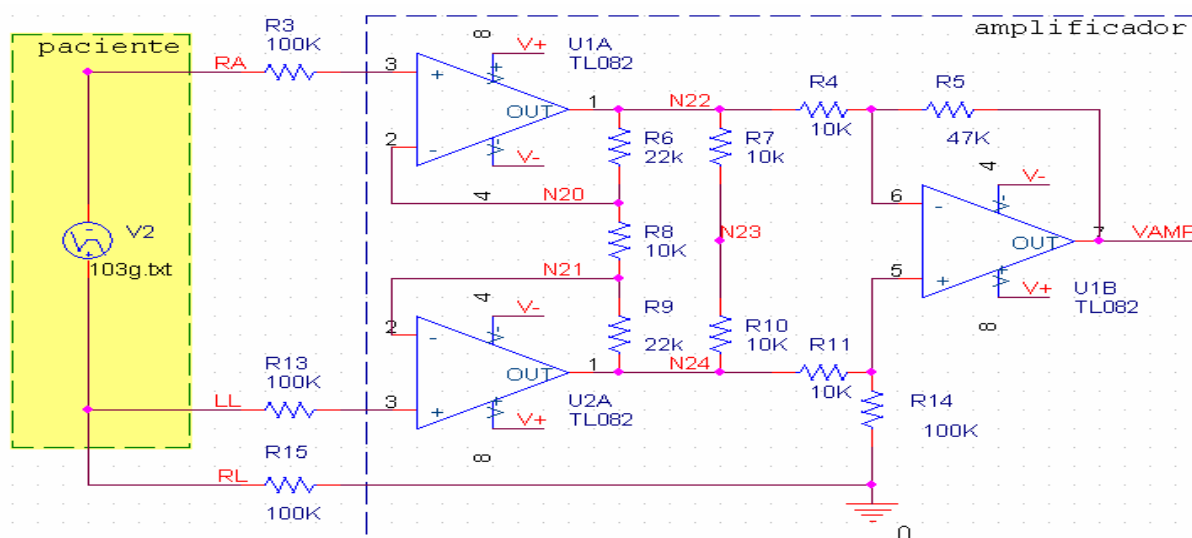 paciente
amplificador
R3
100K
RA
3
+
8
V+
U1A
TL082
OUT
1
2
-
V-
4
N22
R4
10K
R5
47K
R6
22k
R7
10k
N20
4
V-
6
-
V2
-
+
103g.txt
R8
10K
N23
OUT
7
VAMP
N21
5
+
V+
U1B
TL082
8
4
V-
2
-
R9
22k
R10
10K
R11
10K
OUT
1
N24
R13
100K
LL
3
+
V+
U2A
TL082
8
R14
100K
R15
RL
100K
0